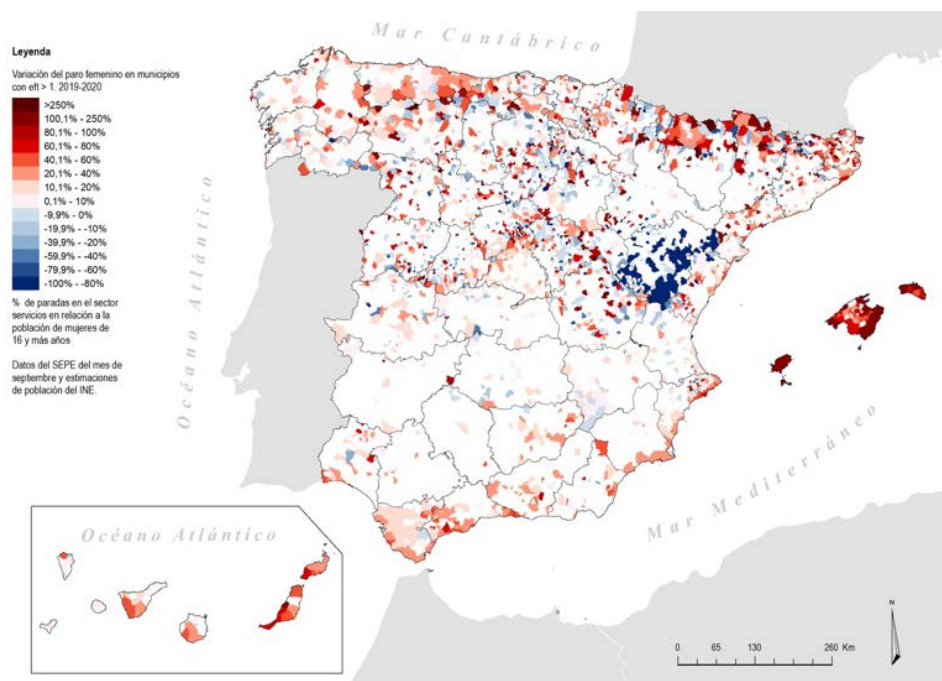 Mar Cantábrico
Leyenda
Variación del paro femenino en municipios
con eft > 1. 2019-2020
>250%
100,1% - 250%
80,1% - 100%
60,1% - 80%
40,1% - 60%
20,1% - 40%
10,1% - 20%
0,1% - 10%
-9,9% - 0%
-19,9% - -10%
-39,9% - -20%
-59,9% - -40%
-79,9% - -60%
-100% - -80%
% de paradas en el sector
servicios en relación a la
población de mujeres de
16 y más años
Datos del SEPE del mes de
septiembre y estimaciones
de población del INE.
Océano Atlántico
Mar Mediterráneo
Océano Atlántico
N
0 65 130 260 Km